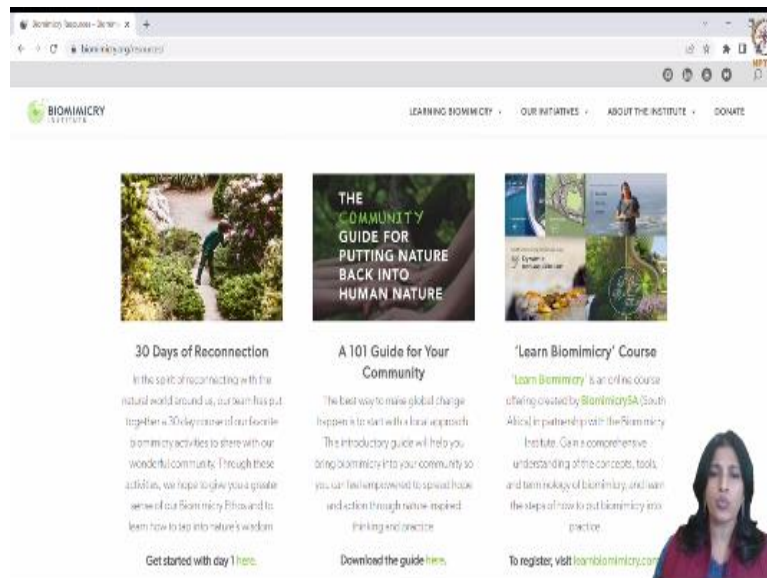 Biomimicry Resources – Biomim
biomimicry.org/resources/
NPT
BIOMIMICRY
INSTITUTE
LEARNING BIOMIMICRY
OUR INITIATIVES
ABOUT THE INSTITUTE
DONATE
THE
COMMUNITY
GUIDE FOR
PUTTING NATURE
BACK INTO
HUMAN NATURE
30 Days of Reconnection
In the spirit of reconnecting with the
natural world around us, our team has put
together a 30 day course of our favorite
biomimicry activities to share with our
wonderful community. Through these
activities, we hope to give you a greater
sense of our Biomimicry Ethos and to
learn how to tap into nature's wisdom.
Get started with day 1 here.
A 101 Guide for Your
Community
The best way to make global change
happen is to start with a local approach.
This introductory guide will help you
bring biomimicry into your community so
you can feel empowered to spread hope
and action through nature-inspired
thinking and practice.
Download the guide here.
Dynamic
'Learn Biomimicry' Course
'Learn Biomimicry' is an online course
offering created by BiomimicrySA (South
Africa) in partnership with the Biomimicry
Institute. Gain a comprehensive
understanding of the concepts, tools,
and terminology of biomimicry, and learn
the steps of how to put biomimicry into
practice.
To register, visit learnbiomimicry.com